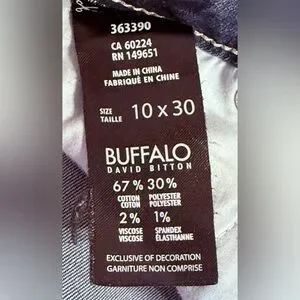 363390
CA 60224
RN 149651
MADE IN CHINA
FABRIQUÉ EN CHINE
SIZE
TAILLE
10 x 30
BUFFALO
DAVID BITTON
67% 30%
COTTON POLYESTER
COTON POLYESTER
2% 1%
VISCOSE SPANDEX
VISCOSE ÉLASTHANNE
EXCLUSIVE OF DECORATION
GARNITURE NON COMPRISE